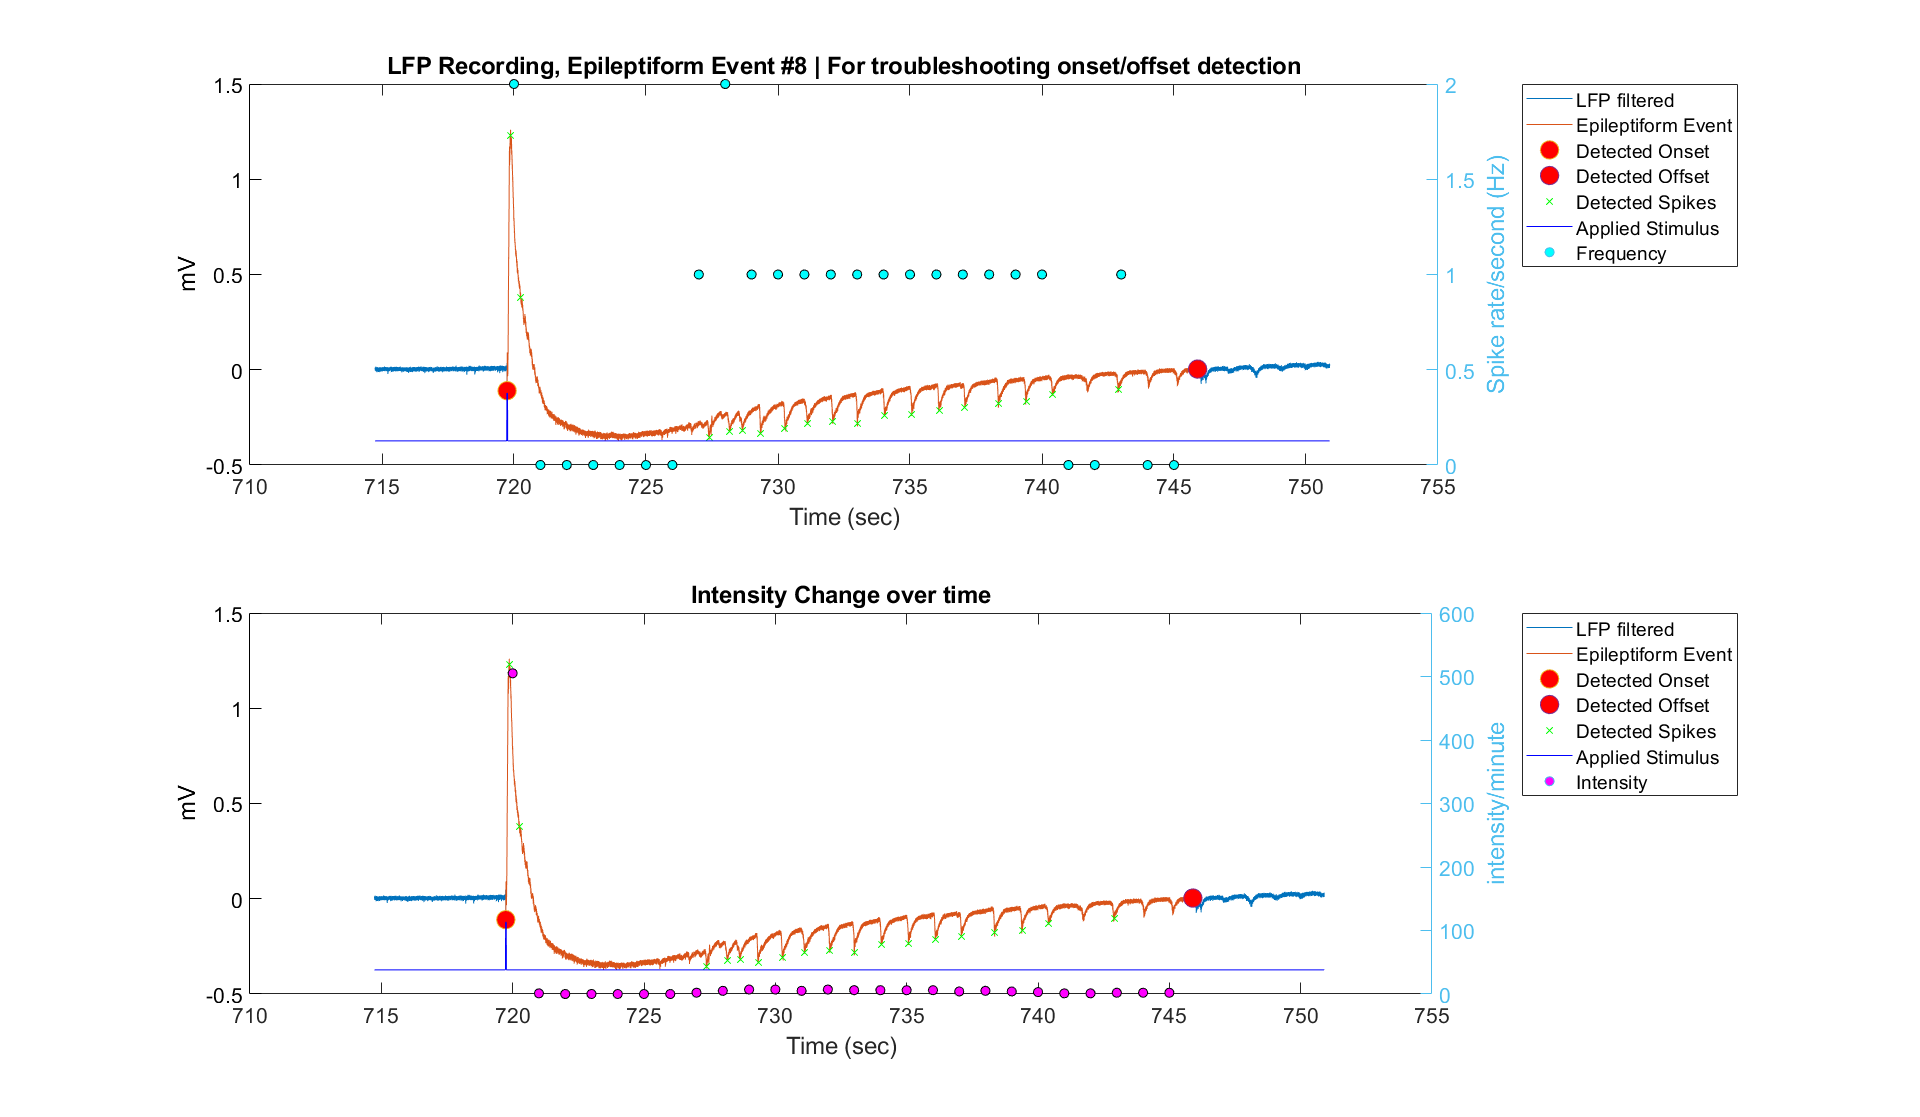 LFP Recording, Epileptiform Event #8 | For troubleshooting onset/offset detection
1.5
1
0.5
0
-0.5
mV
710 715 720 725 730 735 740 745 750 755
Time (sec)
2
1.5
1
0.5
0
Spike rate/second (Hz)
LFP filtered
Epileptiform Event
Detected Onset
Detected Offset
Detected Spikes
Applied Stimulus
Frequency
Intensity Change over time
1.5
1
0.5
0
-0.5
mV
710 715 720 725 730 735 740 745 750 755
Time (sec)
600
500
400
300
200
100
0
intensity/minute
LFP filtered
Epileptiform Event
Detected Onset
Detected Offset
Detected Spikes
Applied Stimulus
Intensity